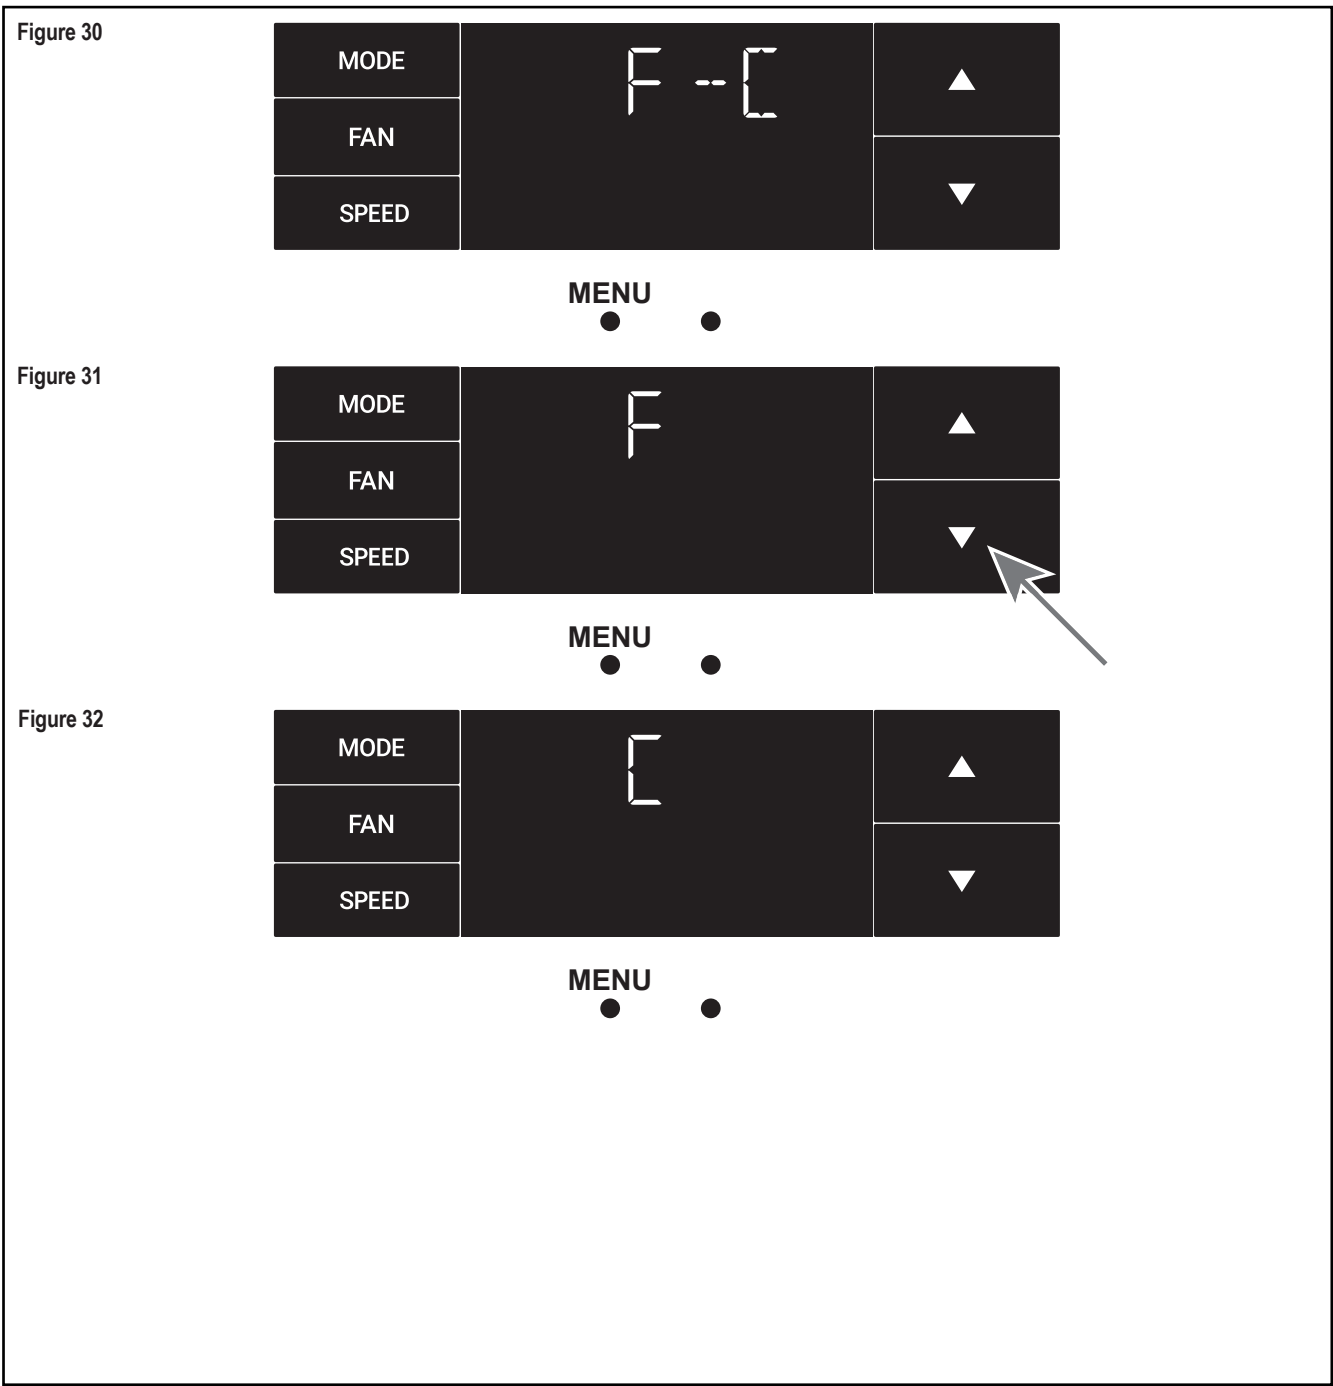 Figure 30
MODE
FAN
SPEED
F-C
▲
▼
MENU
Figure 31
MODE
FAN
SPEED
F
▲
▼
MENU
Figure 32
MODE
FAN
SPEED
C
▲
▼
MENU